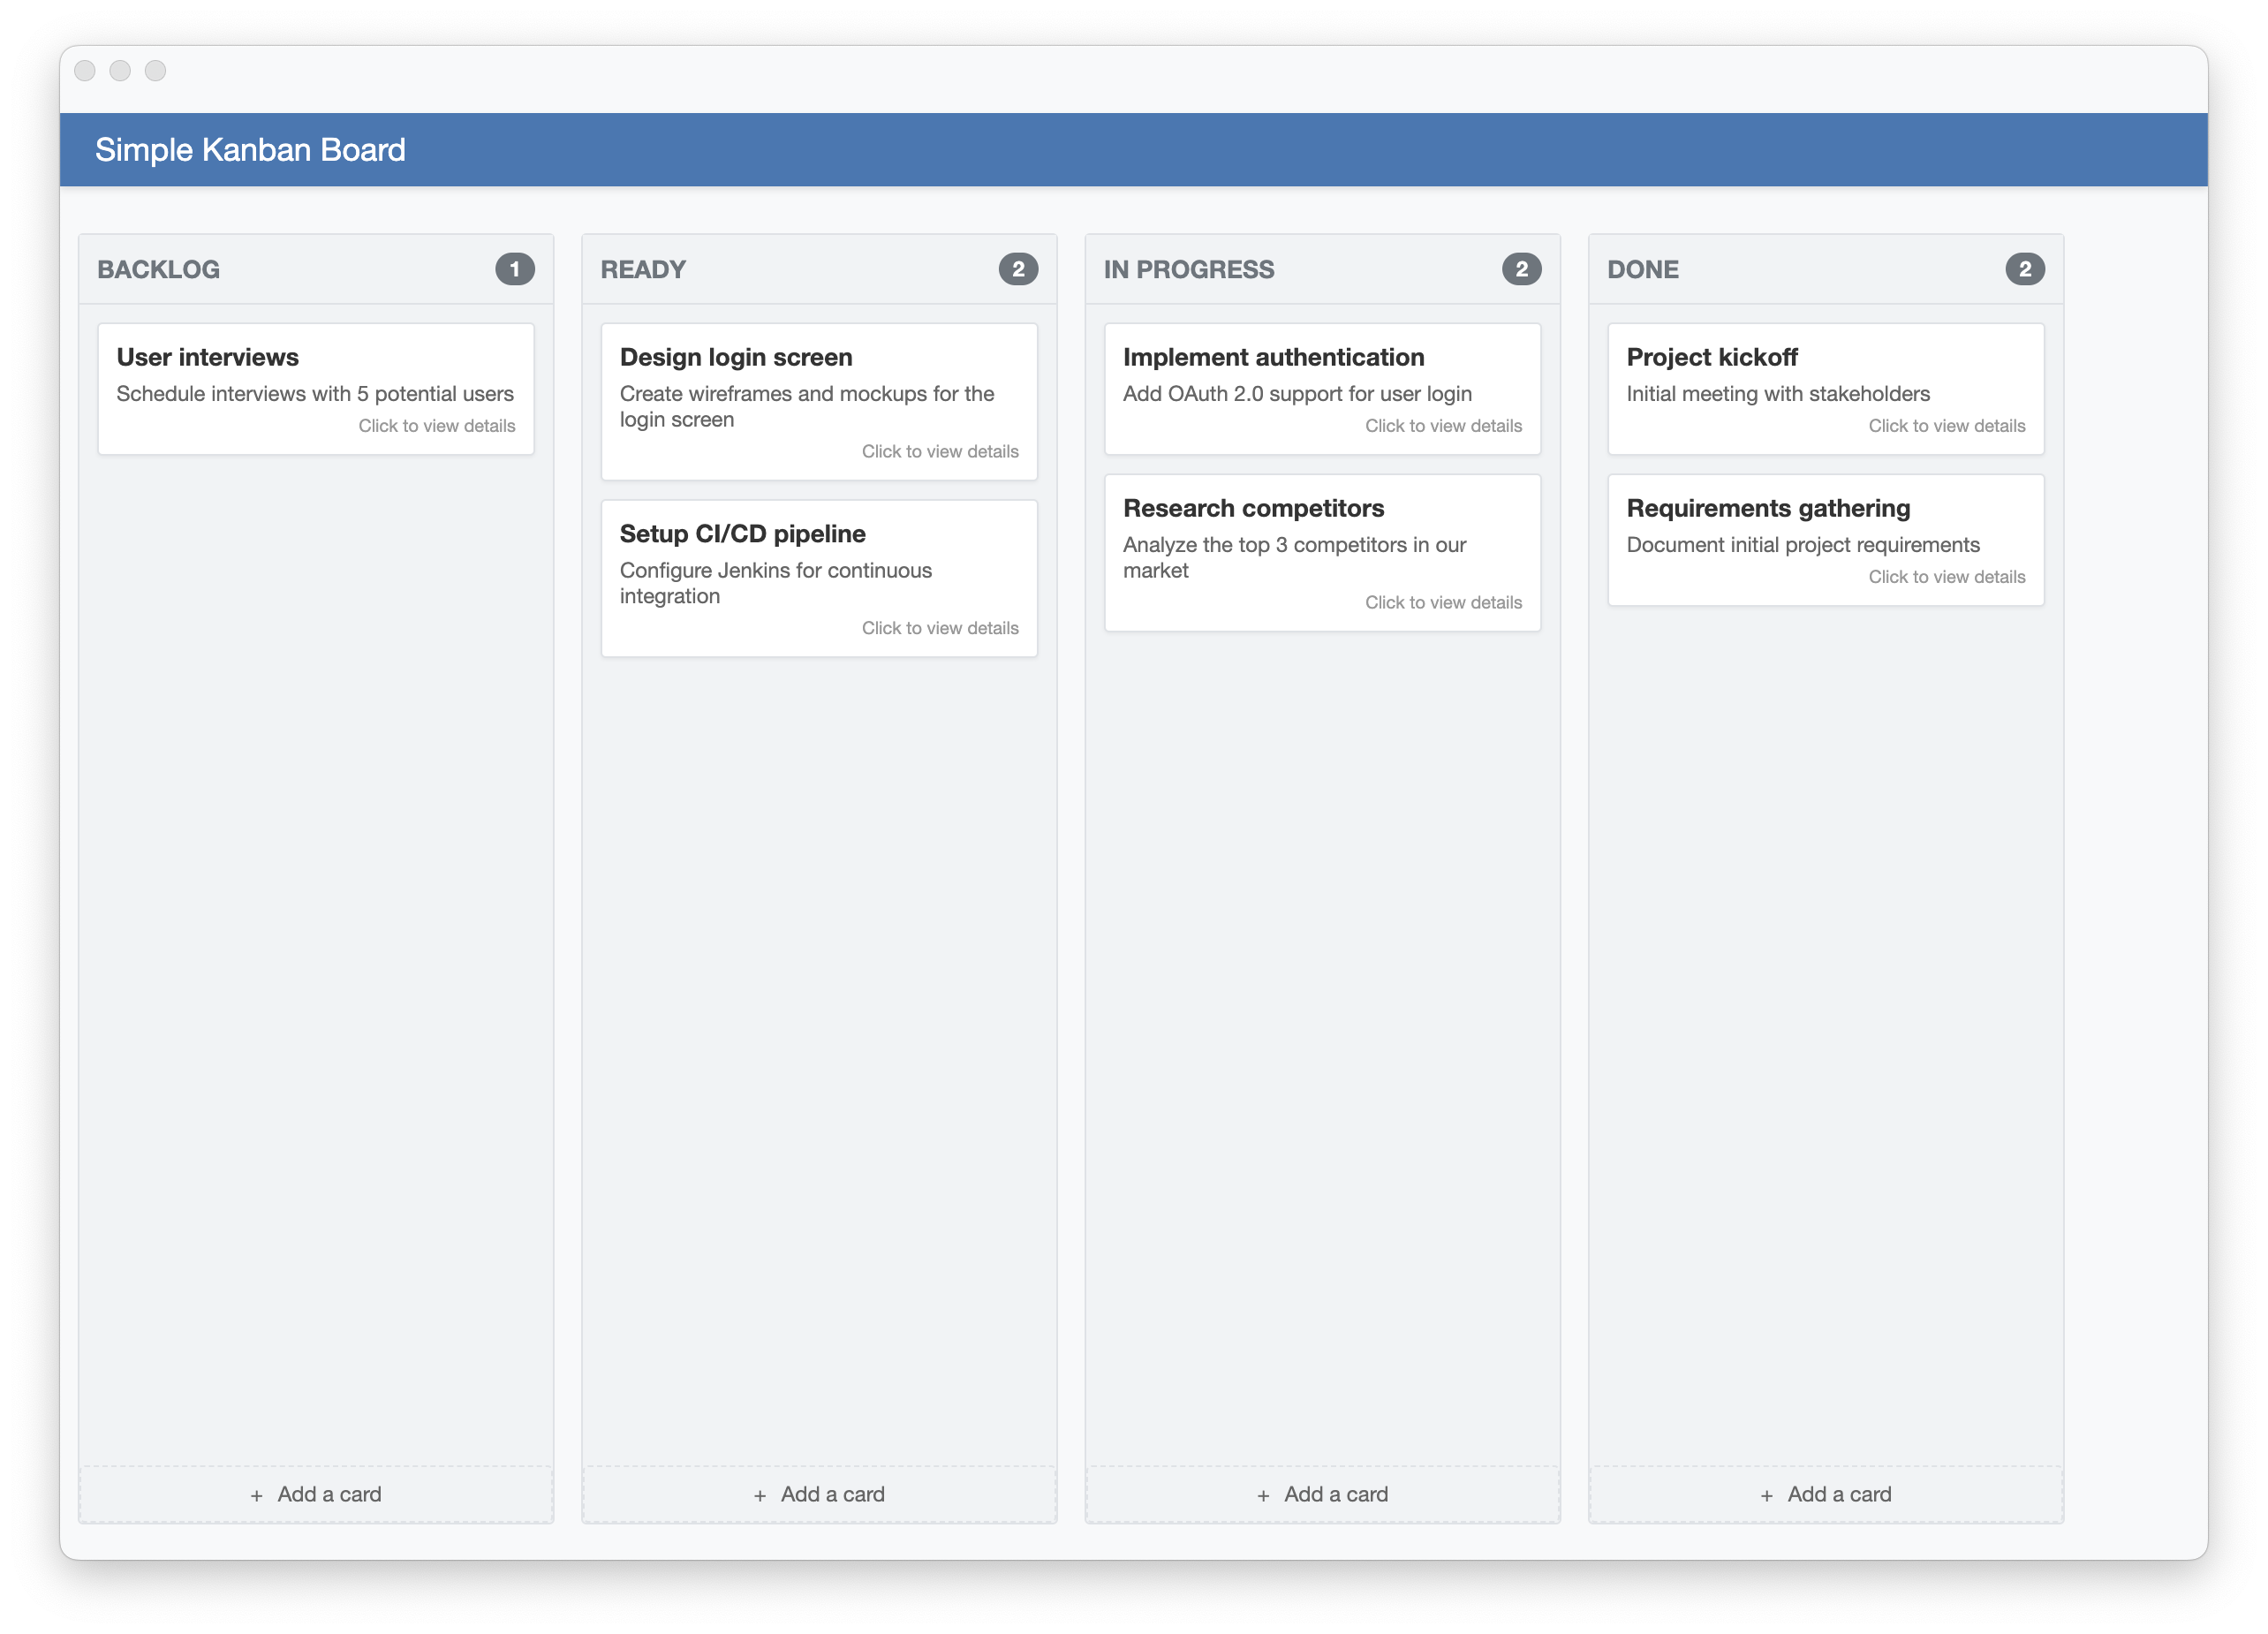 Simple Kanban Board
BACKLOG 1
User interviews
Schedule interviews with 5 potential users
Click to view details
+ Add a card
READY 2
Design login screen
Create wireframes and mockups for the
login screen
Click to view details
Setup CI/CD pipeline
Configure Jenkins for continuous
integration
Click to view details
+ Add a card
IN PROGRESS 2
Implement authentication
Add OAuth 2.0 support for user login
Click to view details
Research competitors
Analyze the top 3 competitors in our
market
Click to view details
+ Add a card
DONE 2
Project kickoff
Initial meeting with stakeholders
Click to view details
Requirements gathering
Document initial project requirements
Click to view details
+ Add a card